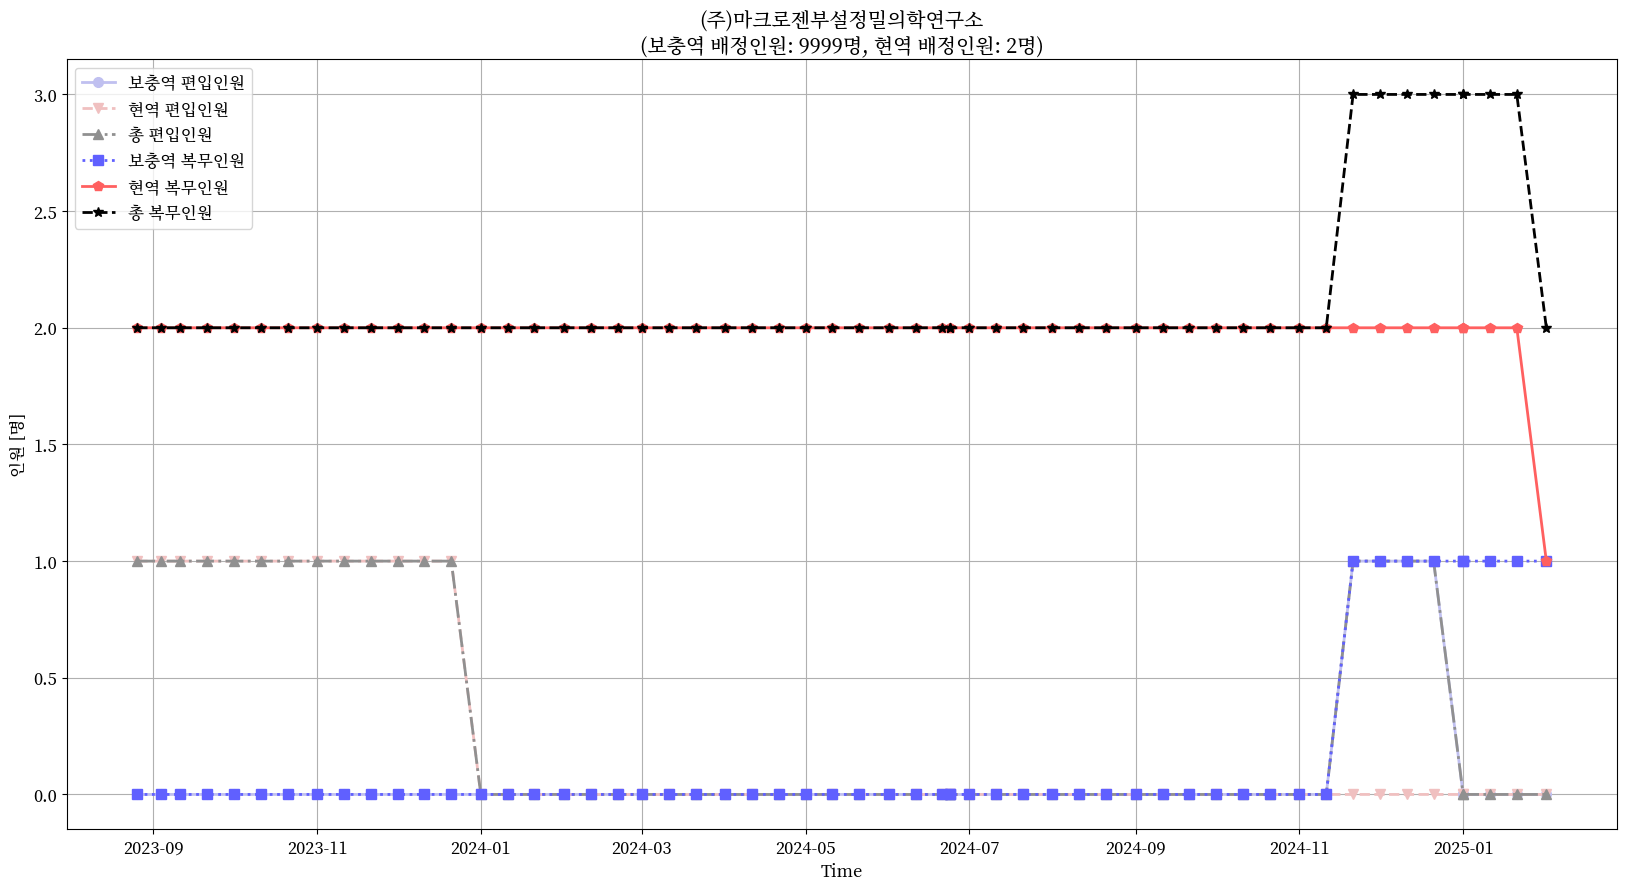 (주)마크로젠부설정밀의학연구소
(보충역 배정인원: 9999명, 현역 배정인원: 2명)
보충역 편입인원
현역 편입인원
총 편입인원
보충역 복무인원
현역 복무인원
총 복무인원
3.0
2.5
2.0
1.5
1.0
0.5
0.0
인원 [명]
2023-09
2023-11
2024-01
2024-03
2024-05
2024-07
2024-09
2024-11
2025-01
Time